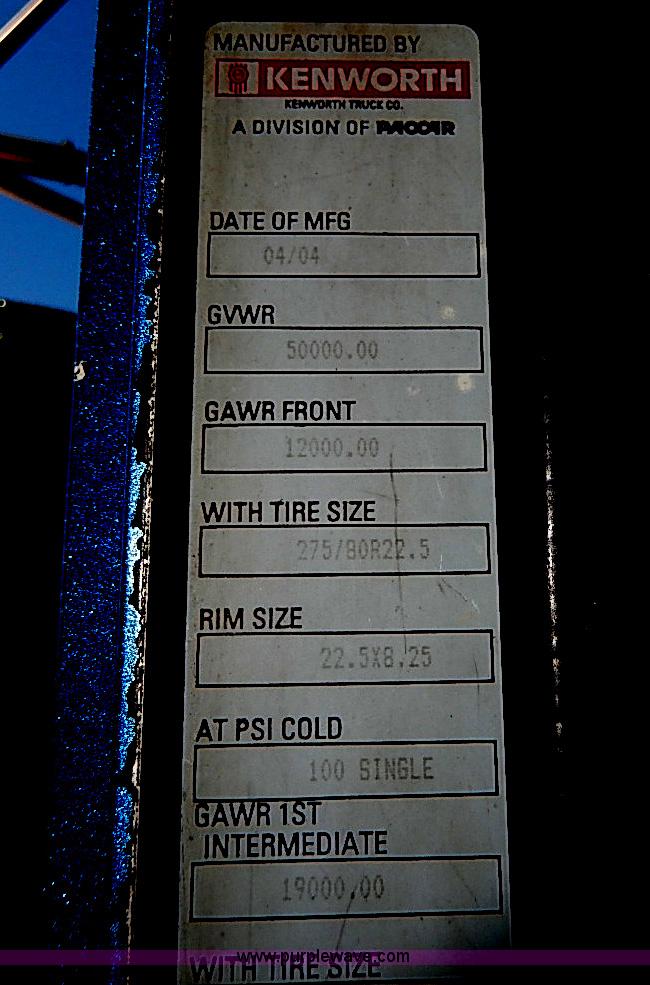 MANUFACTURED BY
KENWORTH
KENWORTH TRUCK CO.
A DIVISION OF PACCAR
DATE OF MFG
04/04
GVWR
50000.00
GAWR FRONT
12000.00
WITH TIRE SIZE
275/80R22.5
RIM SIZE
22.5X8.25
AT PSI COLD
100 SINGLE
GAWR 1ST
INTERMEDIATE
19000.00
www.purplewave.com
WITH TIRE SIZE